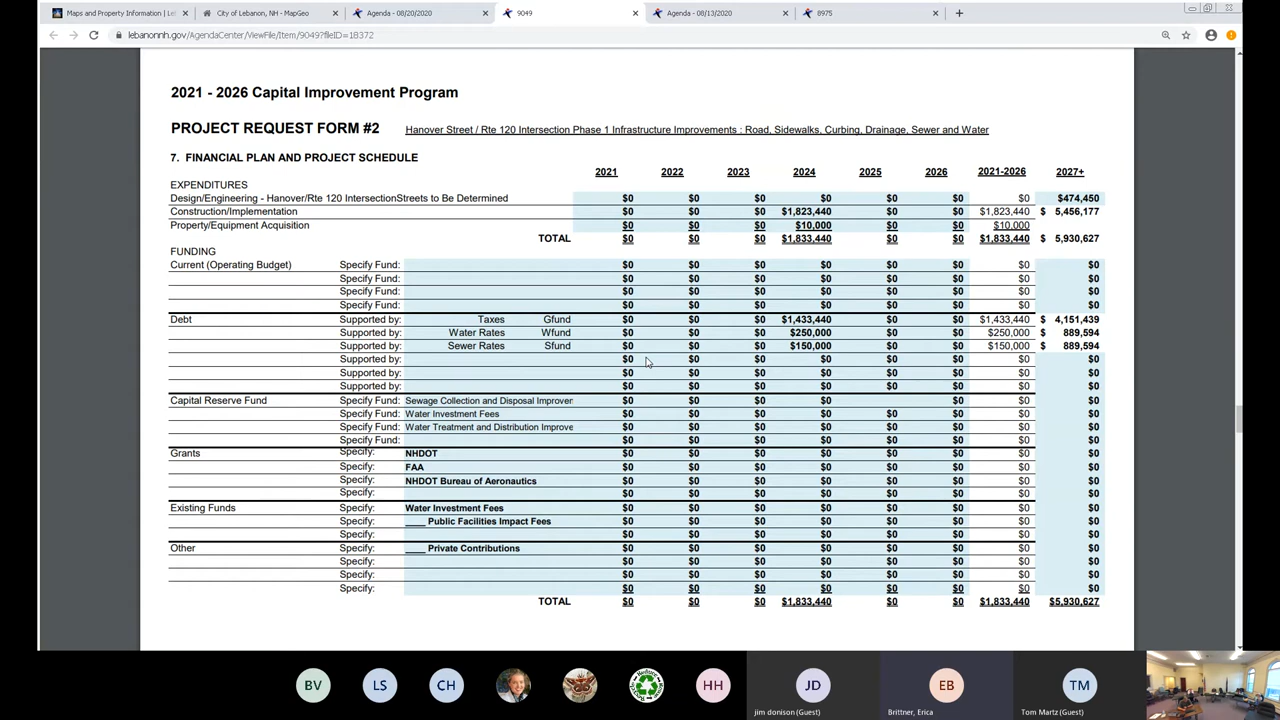 Maps and Property Information | Le
City of Lebanon, NH - MapGeo
Agenda - 08/20/2020
9049
Agenda - 08/13/2020
8975
lebanonnh.gov/AgendaCenter/ViewFile/Item/9049?fileID=18372
2021 - 2026 Capital Improvement Program
PROJECT REQUEST FORM #2 Hanover Street / Rte 120 Intersection Phase 1 Infrastructure Improvements : Road, Sidewalks, Curbing, Drainage, Sewer and Water
7. FINANCIAL PLAN AND PROJECT SCHEDULE
2021 2022 2023 2024 2025 2026 2021-2026 2027+
EXPENDITURES
Design/Engineering - Hanover/Rte 120 IntersectionStreets to Be Determined $0 $0 $0 $0 $0 $0 $0 $474,450
Construction/Implementation $0 $0 $0 $1,823,440 $0 $0 $1,823,440 $ 5,456,177
Property/Equipment Acquisition $0 $0 $0 $10,000 $0 $0 $10,000
TOTAL $0 $0 $0 $1,833,440 $0 $0 $1,833,440 $ 5,930,627
FUNDING
Current (Operating Budget) Specify Fund: $0 $0 $0 $0 $0 $0 $0 $0
Specify Fund: $0 $0 $0 $0 $0 $0 $0 $0
Specify Fund: $0 $0 $0 $0 $0 $0 $0 $0
Specify Fund: $0 $0 $0 $0 $0 $0 $0 $0
Debt Supported by: Taxes Gfund $0 $0 $0 $1,433,440 $0 $0 $1,433,440 $ 4,151,439
Supported by: Water Rates Wfund $0 $0 $0 $250,000 $0 $0 $250,000 $ 889,594
Supported by: Sewer Rates Sfund $0 $0 $0 $150,000 $0 $0 $150,000 $ 889,594
Supported by: $0 $0 $0 $0 $0 $0 $0 $0
Supported by: $0 $0 $0 $0 $0 $0 $0 $0
Supported by: $0 $0 $0 $0 $0 $0 $0 $0
Capital Reserve Fund Specify Fund: Sewage Collection and Disposal Improven $0 $0 $0 $0 $0 $0 $0
Specify Fund: Water Investment Fees $0 $0 $0 $0 $0 $0 $0 $0
Specify Fund: Water Treatment and Distribution Improve $0 $0 $0 $0 $0 $0 $0 $0
Specify Fund: $0 $0 $0 $0 $0 $0 $0 $0
Grants Specify: NHDOT $0 $0 $0 $0 $0 $0 $0 $0
Specify: FAA $0 $0 $0 $0 $0 $0 $0 $0
Specify: NHDOT Bureau of Aeronautics $0 $0 $0 $0 $0 $0 $0 $0
Specify: $0 $0 $0 $0 $0 $0 $0 $0
Existing Funds Specify: Water Investment Fees $0 $0 $0 $0 $0 $0 $0 $0
Specify: ____ Public Facilities Impact Fees $0 $0 $0 $0 $0 $0 $0 $0
$0 $0 $0 $0 $0 $0 $0 $0
Other Specify: ____ Private Contributions $0 $0 $0 $0 $0 $0 $0 $0
Specify: $0 $0 $0 $0 $0 $0 $0 $0
Specify: $0 $0 $0 $0 $0 $0 $0 $0
Specify: $0 $0 $0 $0 $0 $0 $0 $0
TOTAL $0 $0 $0 $1,833,440 $0 $0 $1,833,440 $5,930,627
BV LS CH HH JD EB TM
jim donison (Guest) Brittner, Erica Tom Martz (Guest)